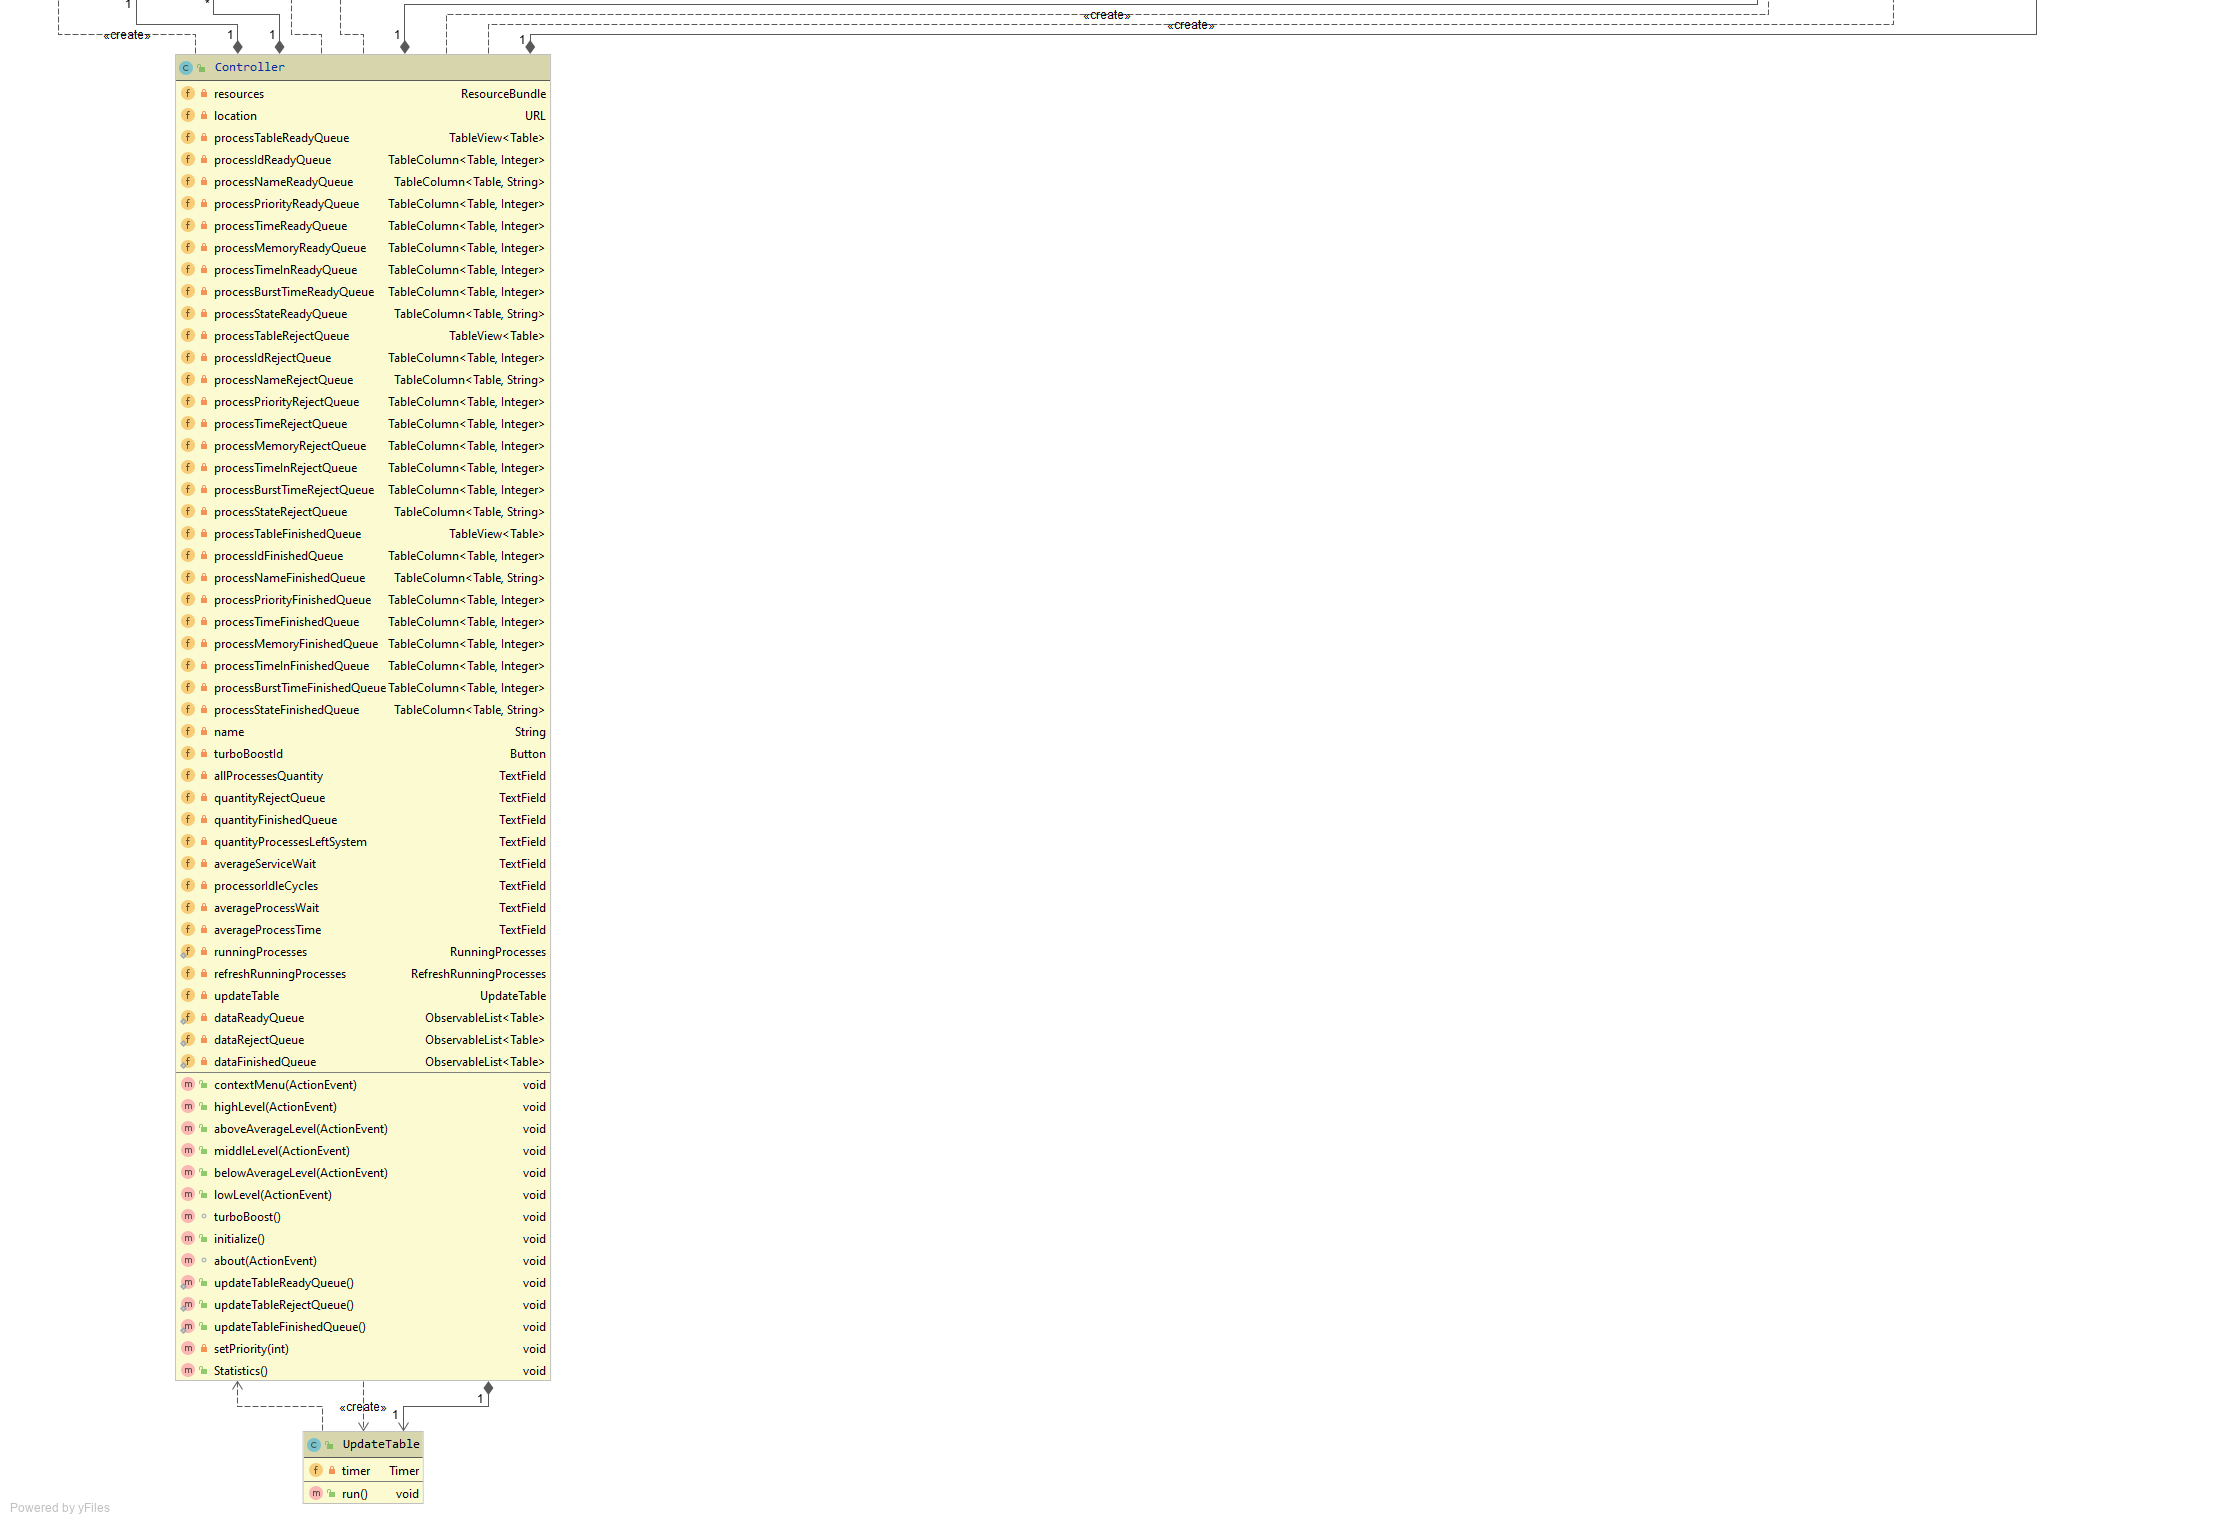 1 *
«create» 1 1 1 «create»
1 «create»
C Controller
f resources ResourceBundle
f location URL
f processTableReadyQueue TableView<Table>
f processIdReadyQueue TableColumn<Table, Integer>
f processNameReadyQueue TableColumn<Table, String>
f processPriorityReadyQueue TableColumn<Table, Integer>
f processTimeReadyQueue TableColumn<Table, Integer>
f processMemoryReadyQueue TableColumn<Table, Integer>
f processTimeInReadyQueue TableColumn<Table, Integer>
f processBurstTimeReadyQueue TableColumn<Table, Integer>
f processStateReadyQueue TableColumn<Table, String>
f processTableRejectQueue TableView<Table>
f processIdRejectQueue TableColumn<Table, Integer>
f processNameRejectQueue TableColumn<Table, String>
f processPriorityRejectQueue TableColumn<Table, Integer>
f processTimeRejectQueue TableColumn<Table, Integer>
f processMemoryRejectQueue TableColumn<Table, Integer>
f processTimeInRejectQueue TableColumn<Table, Integer>
f processBurstTimeRejectQueue TableColumn<Table, Integer>
f processStateRejectQueue TableColumn<Table, String>
f processTableFinishedQueue TableView<Table>
f processIdFinishedQueue TableColumn<Table, Integer>
f processNameFinishedQueue TableColumn<Table, String>
f processPriorityFinishedQueue TableColumn<Table, Integer>
f processTimeFinishedQueue TableColumn<Table, Integer>
f processMemoryFinishedQueue TableColumn<Table, Integer>
f processTimeInFinishedQueue TableColumn<Table, Integer>
f processBurstTimeFinishedQueue TableColumn<Table, Integer>
f processStateFinishedQueue TableColumn<Table, String>
f name String
f turboBoostId Button
f allProcessesQuantity TextField
f quantityRejectQueue TextField
f quantityFinishedQueue TextField
f quantityProcessesLeftSystem TextField
f averageServiceWait TextField
f processorIdleCycles TextField
f averageProcessWait TextField
f averageProcessTime TextField
f runningProcesses RunningProcesses
f refreshRunningProcesses RefreshRunningProcesses
f updateTable UpdateTable
f dataReadyQueue ObservableList<Table>
f dataRejectQueue ObservableList<Table>
f dataFinishedQueue ObservableList<Table>
m contextMenu(ActionEvent) void
m highLevel(ActionEvent) void
m aboveAverageLevel(ActionEvent) void
m middleLevel(ActionEvent) void
m belowAverageLevel(ActionEvent) void
m lowLevel(ActionEvent) void
m turboBoost() void
m initialize() void
m about(ActionEvent) void
m updateTableReadyQueue() void
m updateTableRejectQueue() void
m updateTableFinishedQueue() void
m setPriority(int) void
m Statistics() void
1
«create» 1
C UpdateTable
f timer Timer
m run() void
Powered by yFiles